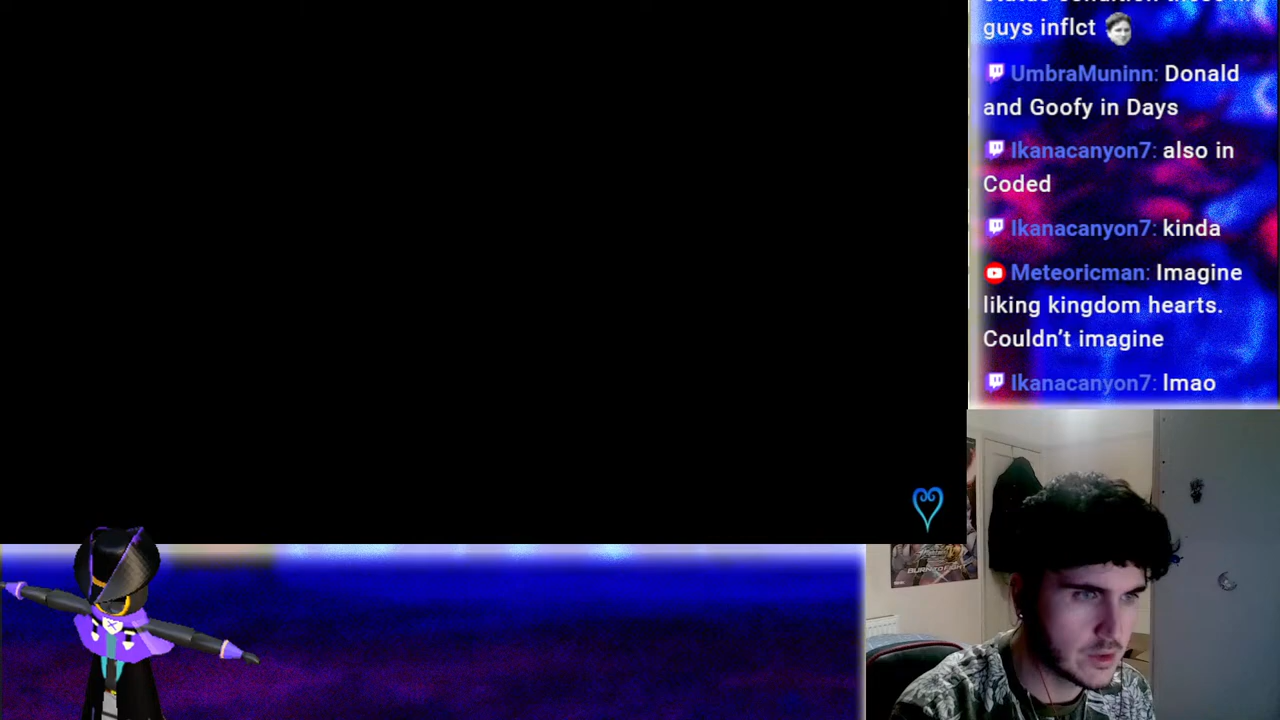 guys inflct
UmbraMuninn: Donald
and Goofy in Days
Ikanacanyon7: also in
Coded
Ikanacanyon7: kinda
Meteoricman: Imagine
liking kingdom hearts.
Couldn't imagine
Ikanacanyon7: lmao